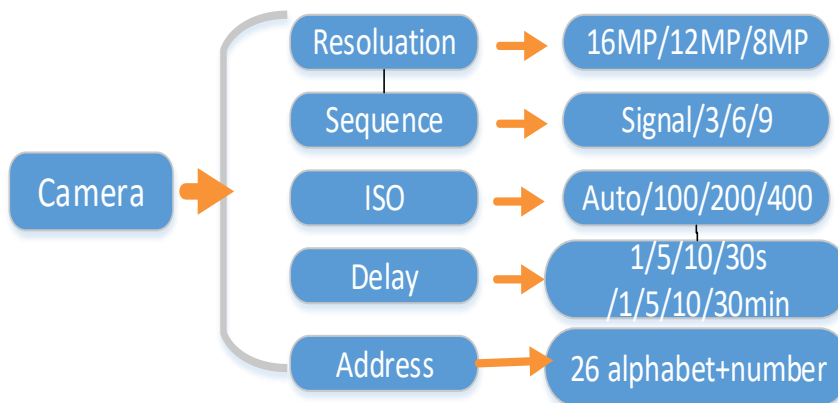 Resoluation
16MP/12MP/8MP
Sequence
Signal/3/6/9
Camera
ISO
Auto/100/200/400
Delay
1/5/10/30s
/1/5/10/30min
Address
26 alphabet+number